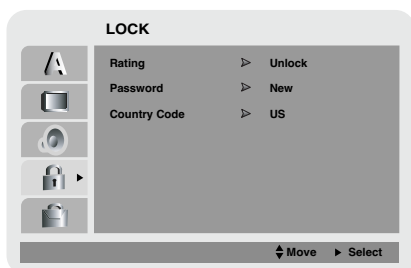 LOCK
Rating Unlock
Password New
Country Code US
Move Select